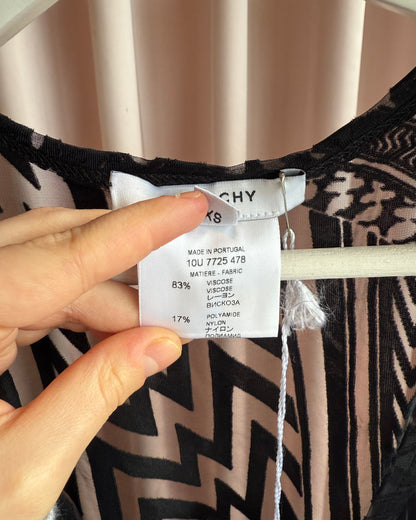 CHY
XS
MADE IN PORTUGAL
10U 7725 478
MATIERE - FABRIC
83% VISCOSE
VISCOSE
レーヨン
ВИСКОЗА
17% POLYAMIDE
NYLON
ナイロン